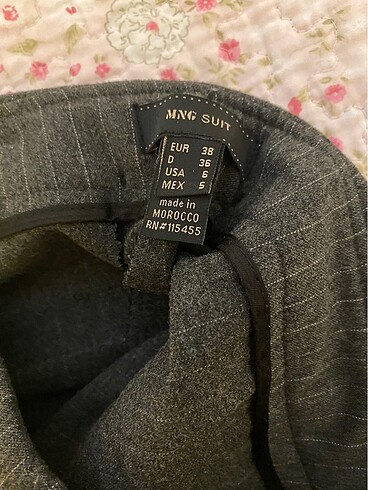 MNG SUIT
EUR 38
D 36
USA 6
MEX 5
made in
MOROCCO
RN#115455